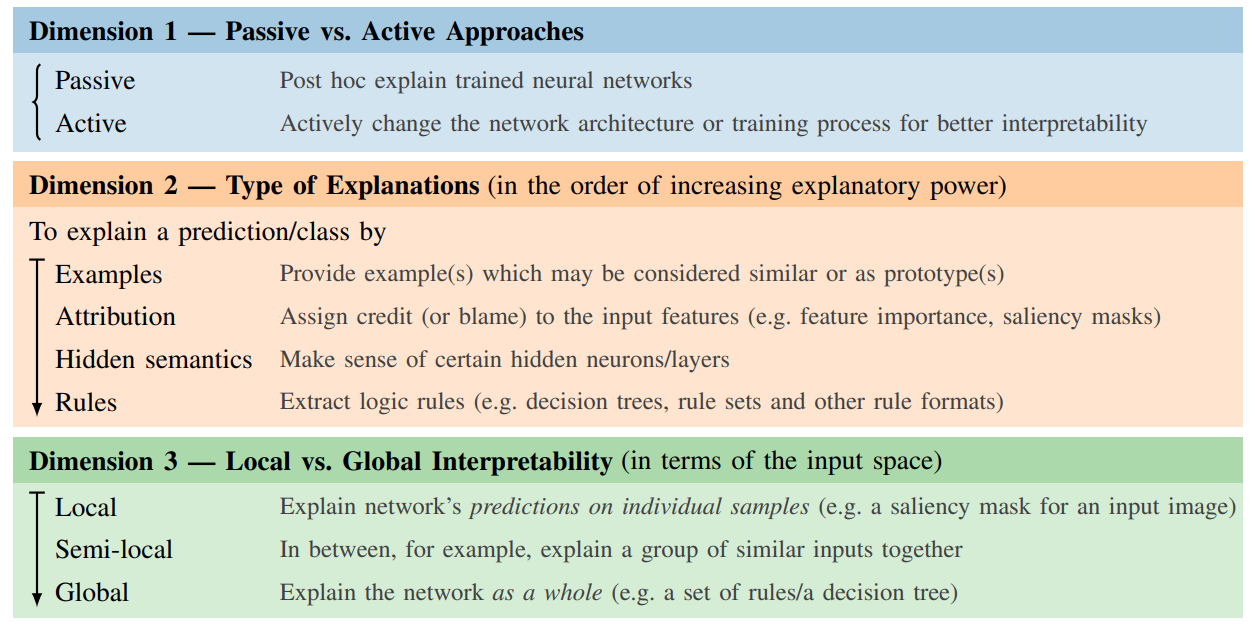 Dimension 1 — Passive vs. Active Approaches
Passive Post hoc explain trained neural networks
Active Actively change the network architecture or training process for better interpretability
Dimension 2 — Type of Explanations (in the order of increasing explanatory power)
To explain a prediction/class by
Examples Provide example(s) which may be considered similar or as prototype(s)
Attribution Assign credit (or blame) to the input features (e.g. feature importance, saliency masks)
Hidden semantics Make sense of certain hidden neurons/layers
Rules Extract logic rules (e.g. decision trees, rule sets and other rule formats)
Dimension 3 — Local vs. Global Interpretability (in terms of the input space)
Local Explain network’s predictions on individual samples (e.g. a saliency mask for an input image)
Semi-local In between, for example, explain a group of similar inputs together
Global Explain the network as a whole (e.g. a set of rules/a decision tree)